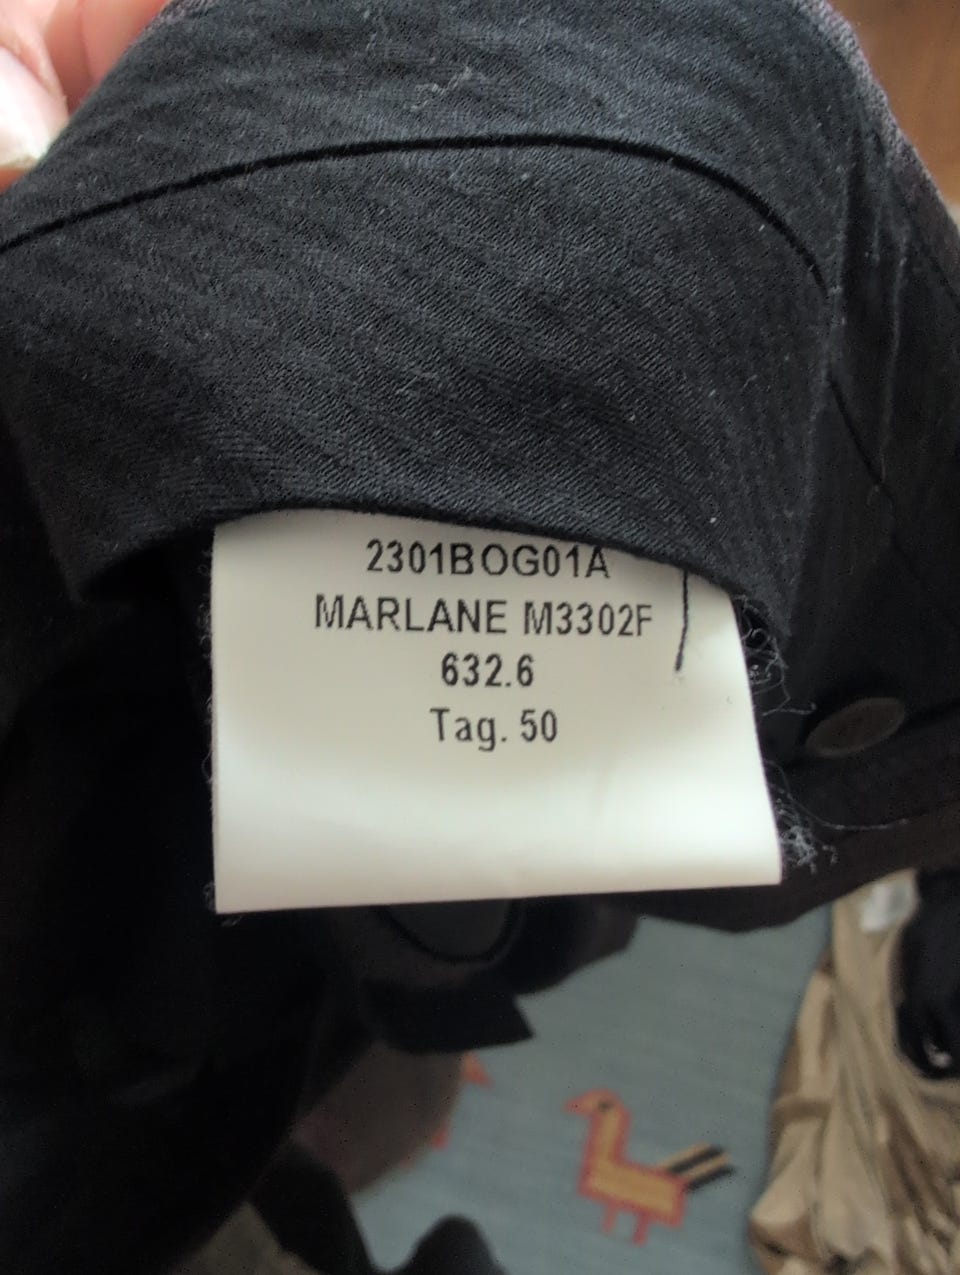 2301BOG01A
MARLANE M3302F
632.6
Tag. 50